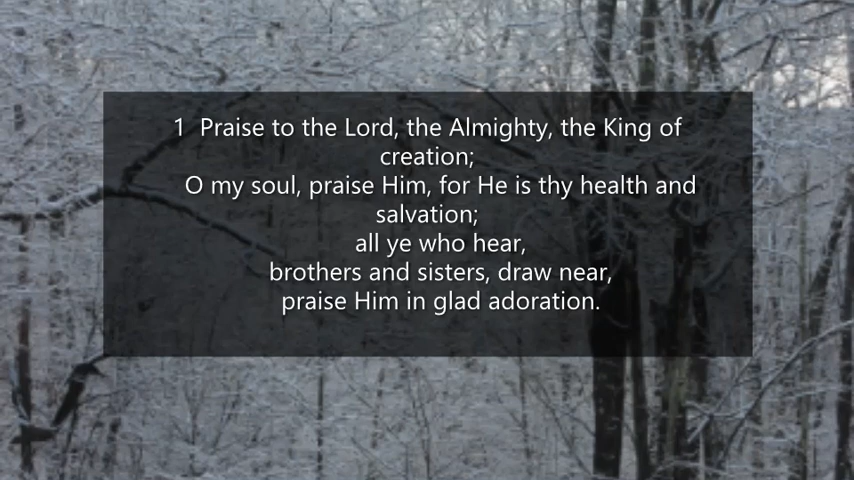 1 Praise to the Lord, the Almighty, the King of
creation;
O my soul, praise Him, for He is thy health and
salvation;
all ye who hear,
brothers and sisters, draw near,
praise Him in glad adoration.